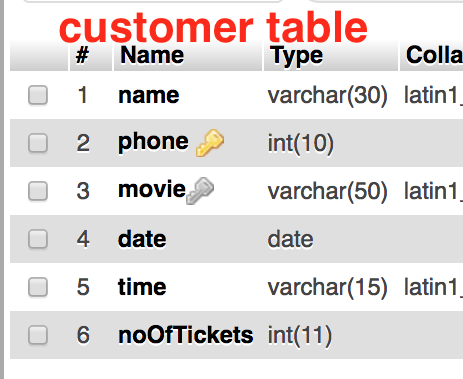 customer table
# Name Type Colla
1 name varchar(30) latin1_
2 phone int(10)
3 movie varchar(50) latin1_
4 date date
5 time varchar(15) latin1_
6 noOfTickets int(11)